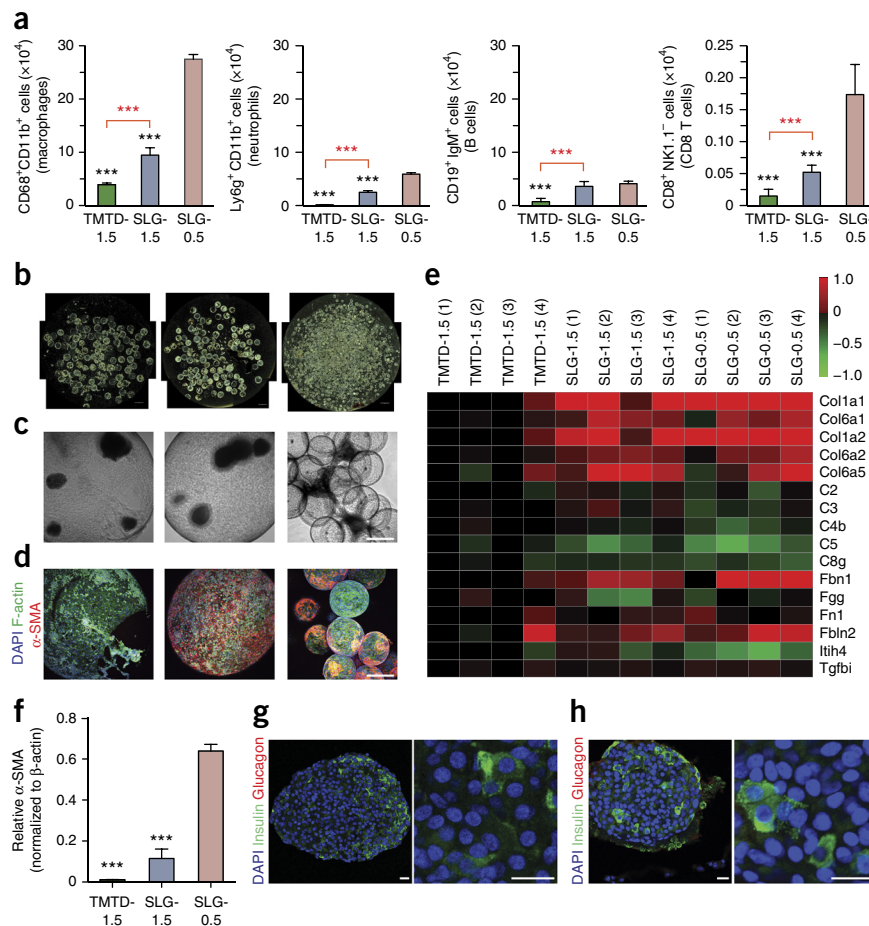 a
CD68+CD11b+ cells (×10⁴)
(macrophages)
30
20
10
0
***
***
***
TMTD-
1.5
SLG-
1.5
SLG-
0.5
Ly6g+ CD11b+ cells (×10⁴)
(neutrophils)
30
20
10
0
***
***
***
TMTD-
1.5
SLG-
1.5
SLG-
0.5
CD19+ IgM+ cells (×10⁴)
(B cells)
30
20
10
0
***
***
TMTD-
1.5
SLG-
1.5
SLG-
0.5
CD8+ NK1.1− cells (×10⁴)
(CD8 T cells)
0.25
0.20
0.15
0.10
0.05
0
***
***
***
TMTD-
1.5
SLG-
1.5
SLG-
0.5
b
c
d
DAPI F-actin
α-SMA
e
TMTD-1.5 (1)
TMTD-1.5 (2)
TMTD-1.5 (3)
TMTD-1.5 (4)
SLG-1.5 (1)
SLG-1.5 (2)
SLG-1.5 (3)
SLG-1.5 (4)
SLG-0.5 (1)
SLG-0.5 (2)
SLG-0.5 (3)
SLG-0.5 (4)
1.0
0.5
0
−0.5
−1.0
Col1a1
Col6a1
Col1a2
Col6a2
Col6a5
C2
C3
C4b
C5
C8g
Fbn1
Fgg
Fn1
Fbln2
Itih4
Tgfbi
f
Relative α-SMA
(normalized to β-actin)
0.8
0.6
0.4
0.2
0
***
***
TMTD-
1.5
SLG-
1.5
SLG-
0.5
g
DAPI Insulin Glucagon
h
DAPI Insulin Glucagon